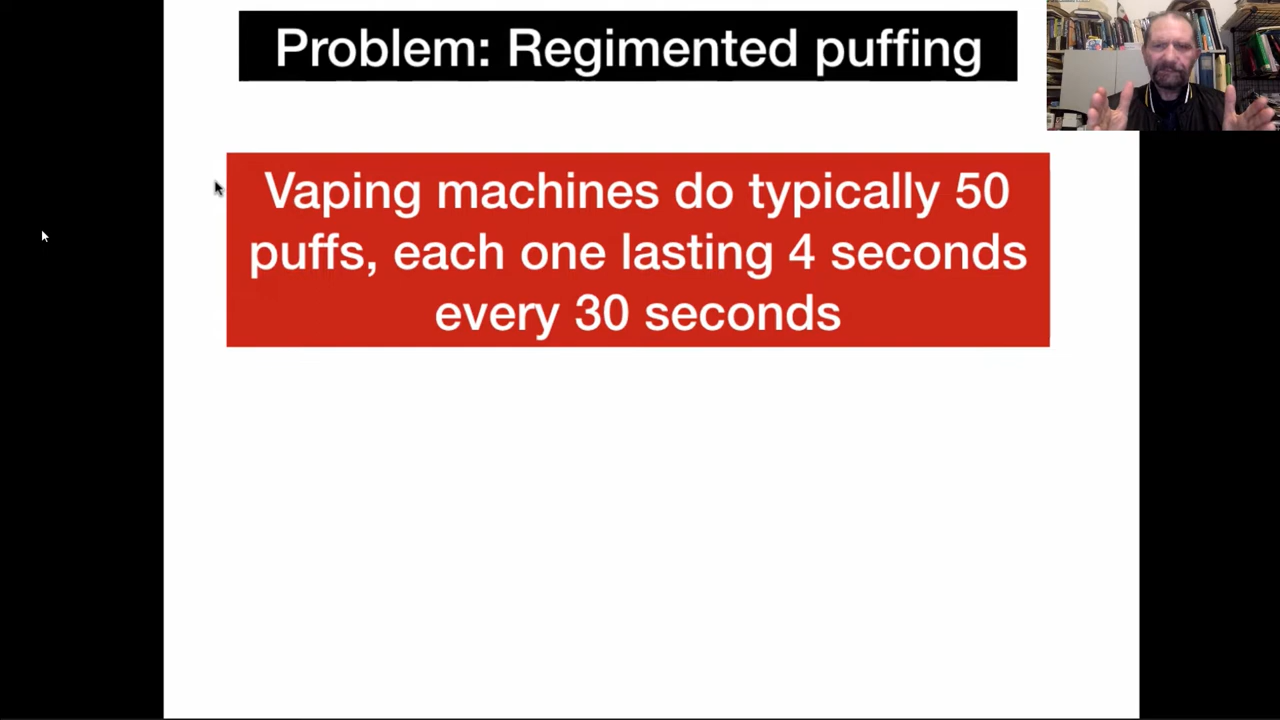 Problem: Regimented puffing
Vaping machines do typically 50
puffs, each one lasting 4 seconds
every 30 seconds